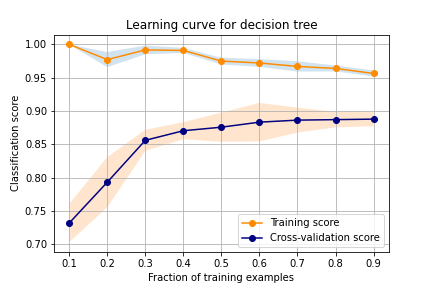 Learning curve for decision tree
Classification score
1.00
0.95
0.90
0.85
0.80
0.75
0.70
Training score
Cross-validation score
0.1 0.2 0.3 0.4 0.5 0.6 0.7 0.8 0.9
Fraction of training examples